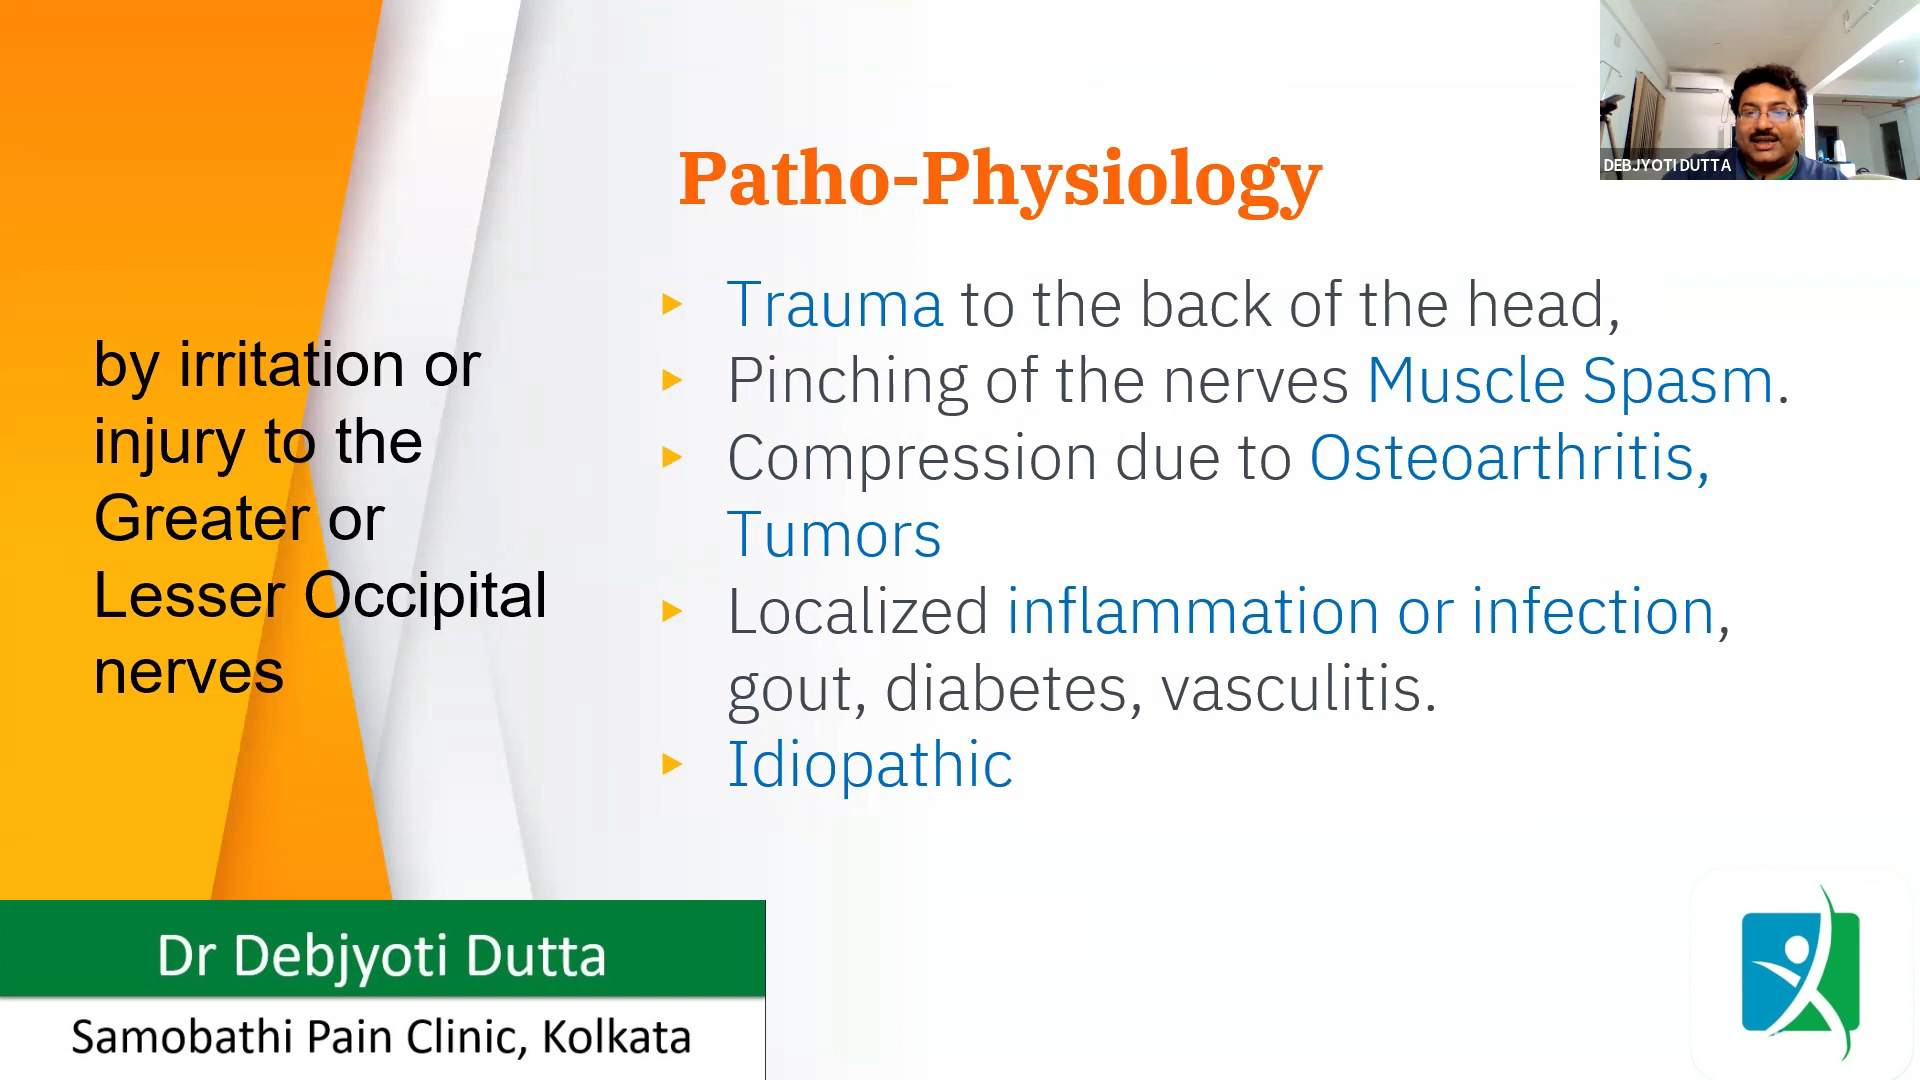 DEBJYOTI DUTTA
Patho-Physiology
by irritation or
injury to the
Greater or
Lesser Occipital
nerves
Trauma to the back of the head,
Pinching of the nerves Muscle Spasm.
Compression due to Osteoarthritis,
Tumors
Localized inflammation or infection,
gout, diabetes, vasculitis.
Idiopathic
Dr Debjyoti Dutta
Samobathi Pain Clinic, Kolkata